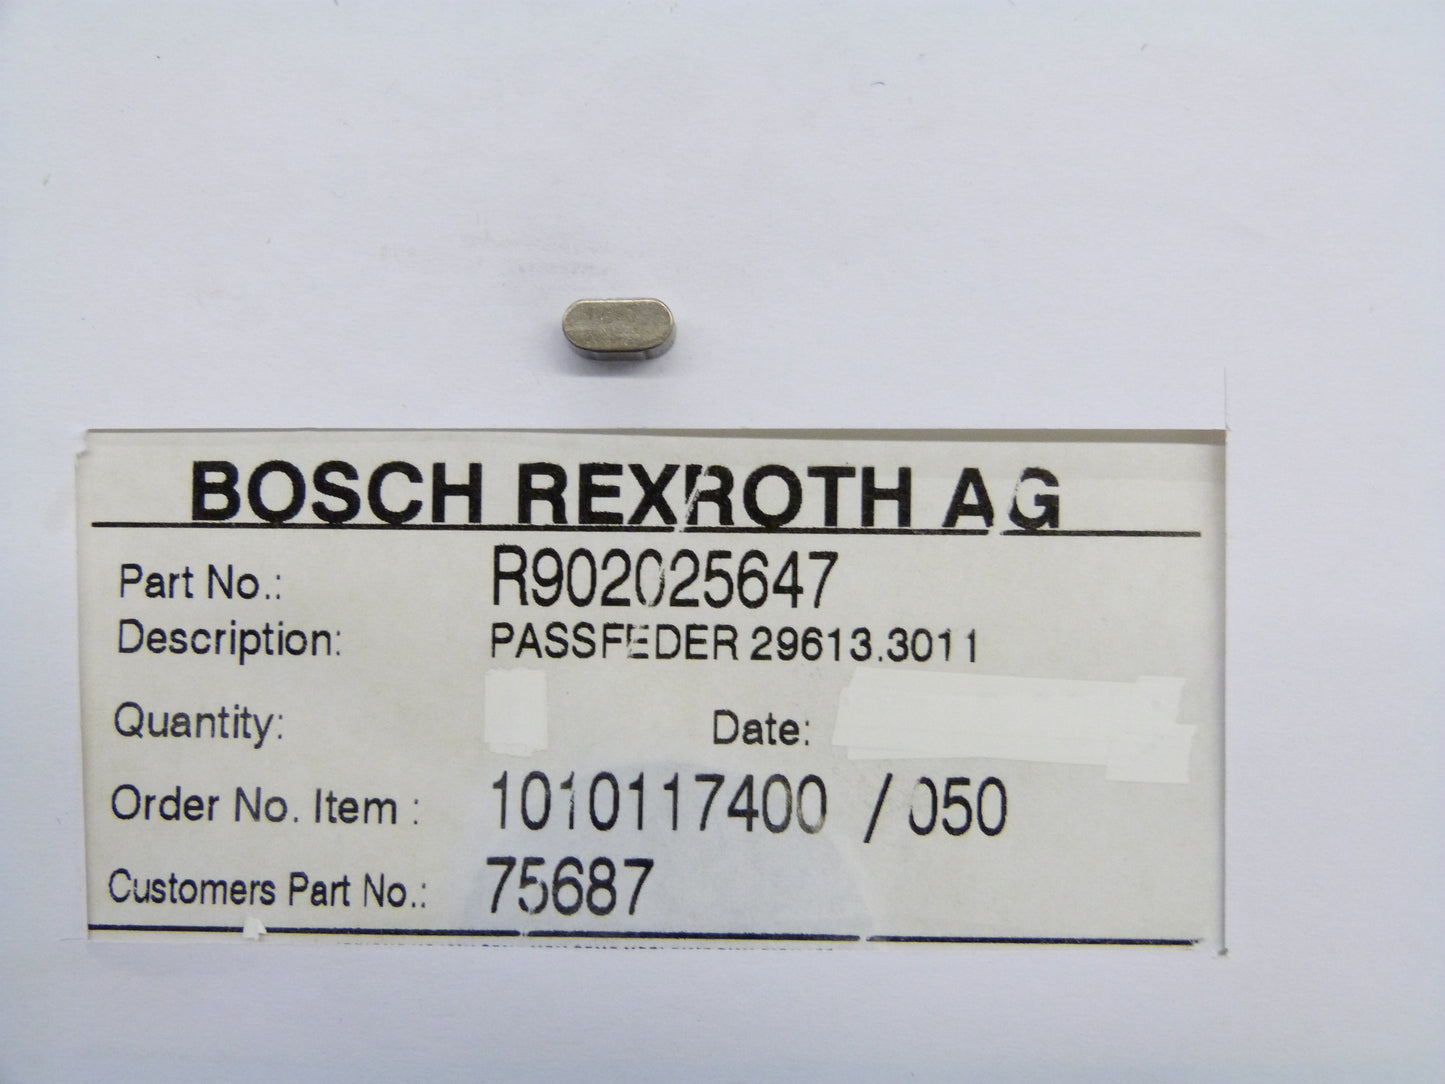 BOSCH REXROTH AG
Part No.: R902025647
Description: PASSFEDER 29613.3011
Quantity: Date:
Order No. Item : 1010117400 / 050
Customers Part No.: 75687